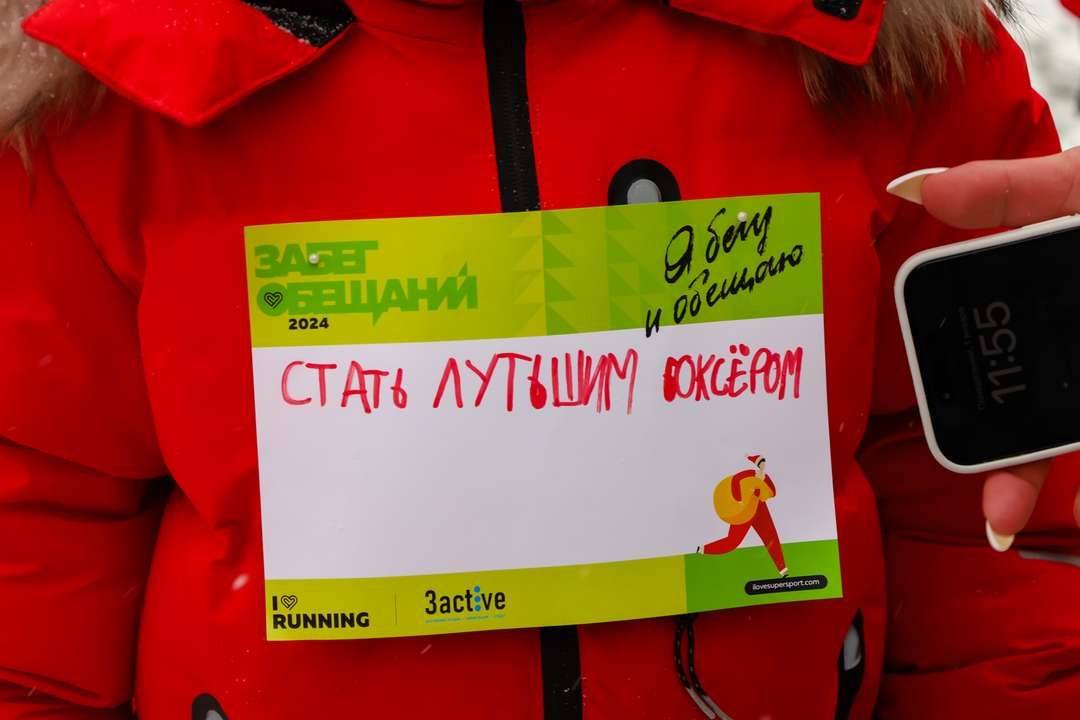 ЗАБЕГ
ОБЕЩАНИЙ
2024
Я бегу
и обещаю
СТАТЬ ЛУТЬШИМ БОКСЁРОМ
ilovesupersport.com
I
RUNNING
3active
11:55